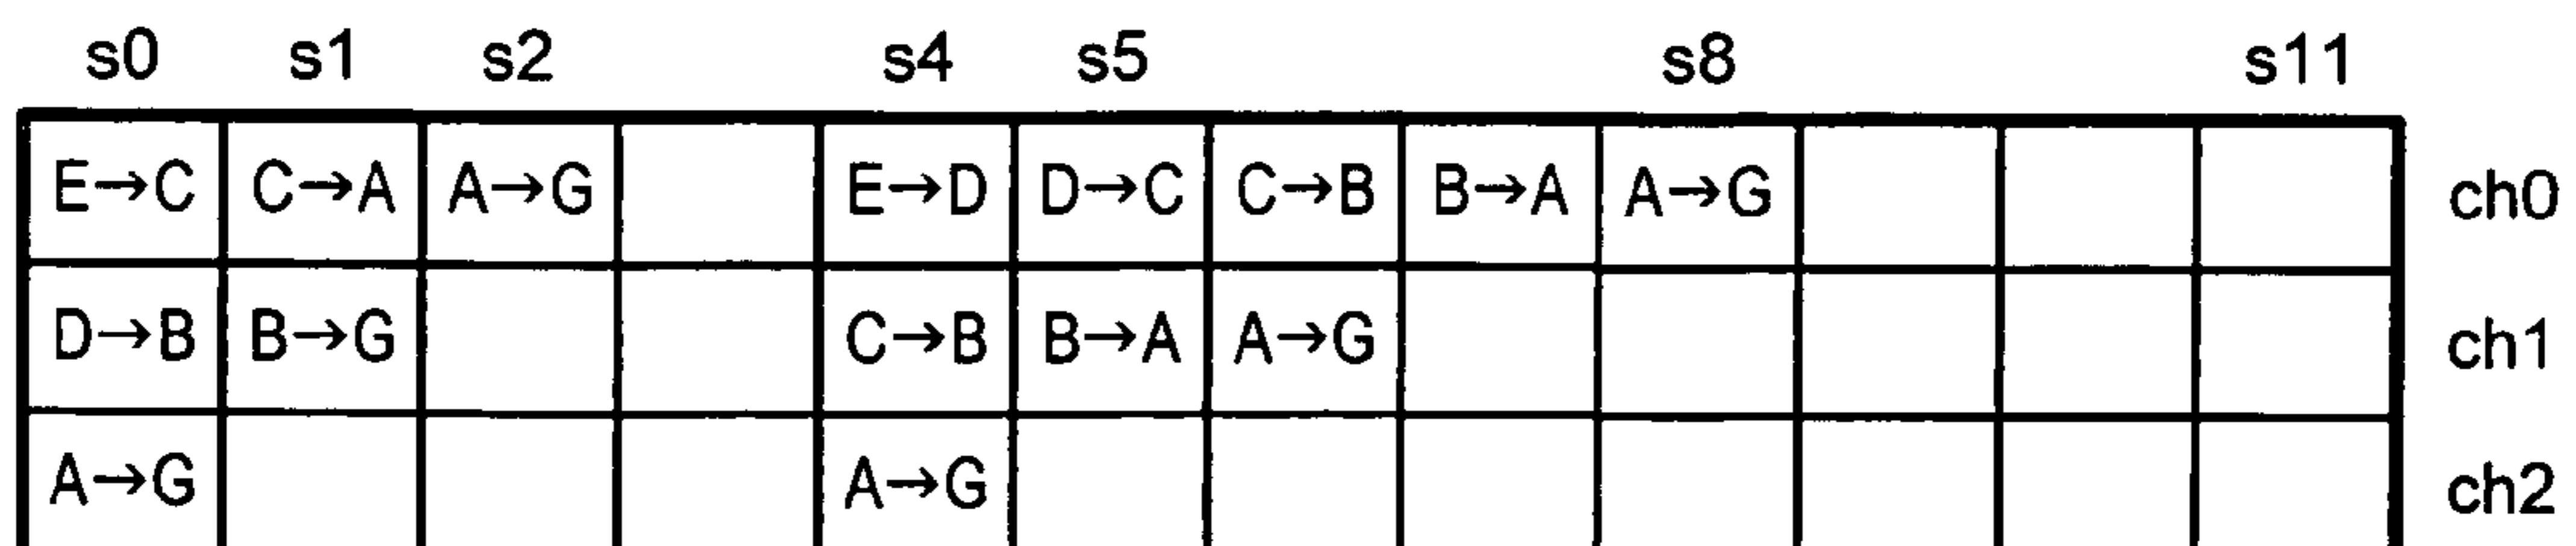 s0 s1 s2 s4 s5 s8 s11
E→C C→A A→G E→D D→C C→B B→A A→G ch0
D→B B→G C→B B→A A→G ch1
A→G A→G ch2